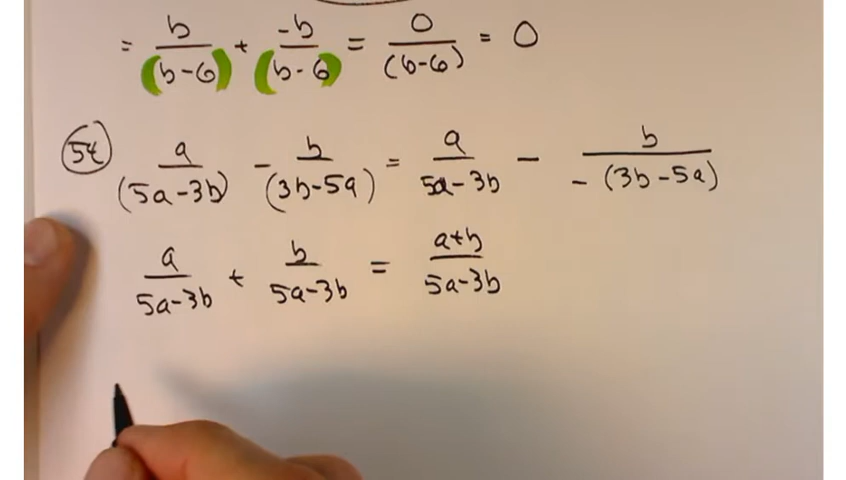 = b/(b-6) + -b/(b-6) = 0/(b-6) = 0
54 a/(5a-3b) - b/(3b-5a) = a/5a-3b - b/-(3b-5a)
a/5a-3b + b/5a-3b = a+b/5a-3b